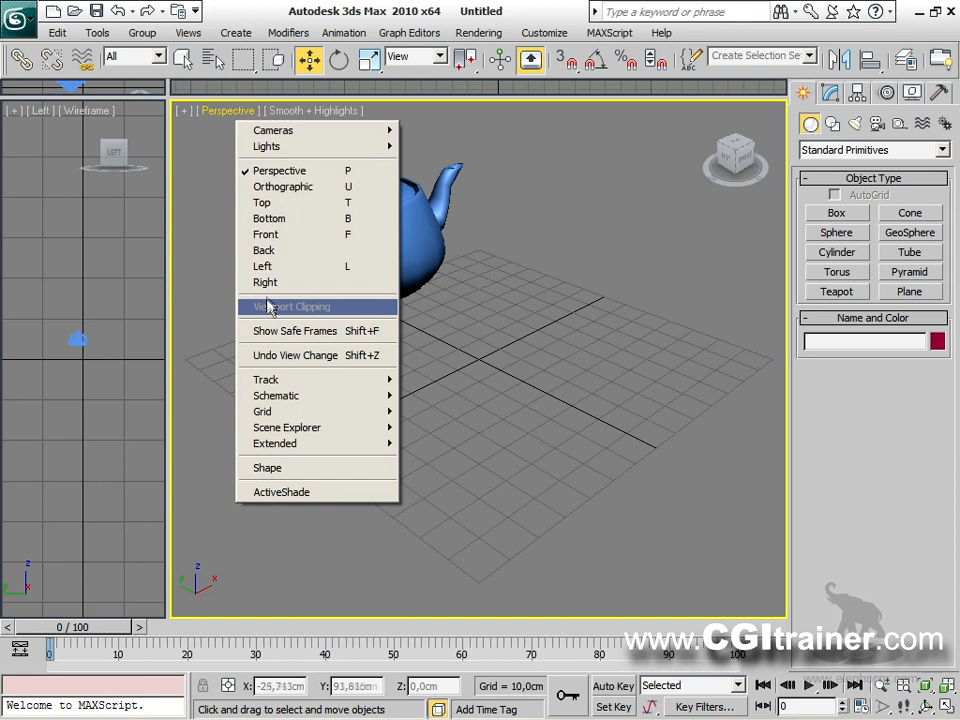 Autodesk 3ds Max 2010 x64 Untitled
Type a keyword or phrase
Edit Tools Group Views Create Modifiers Animation Graph Editors Rendering Customize MAXScript Help
All View 3 Create Selection Se
[ + ] [ Left ] [ Wireframe ]
[ + ] [ Perspective ] [ Smooth + Highlights ]
LEFT
Cameras
Lights
Perspective P
Orthographic U
Top T
Bottom B
Front F
Back
Left L
Right
Viewport Clipping
Show Safe Frames Shift+F
Undo View Change Shift+Z
Track
Schematic
Grid
Scene Explorer
Extended
Shape
ActiveShade
Standard Primitives
- Object Type
AutoGrid
Box Cone
Sphere GeoSphere
Cylinder Tube
Torus Pyramid
Teapot Plane
- Name and Color
z
y x
z
y x
< 0 / 100 >
0 10 20 30 40 50 60 70 80 90 100
www.CGItrainer.com
X: -25,743cm Y: 91,616cm Z: 0,0cm Grid = 10,0cm Auto Key Selected
Welcome to MAXScript. Click and drag to select and move objects Add Time Tag Set Key Key Filters... 0